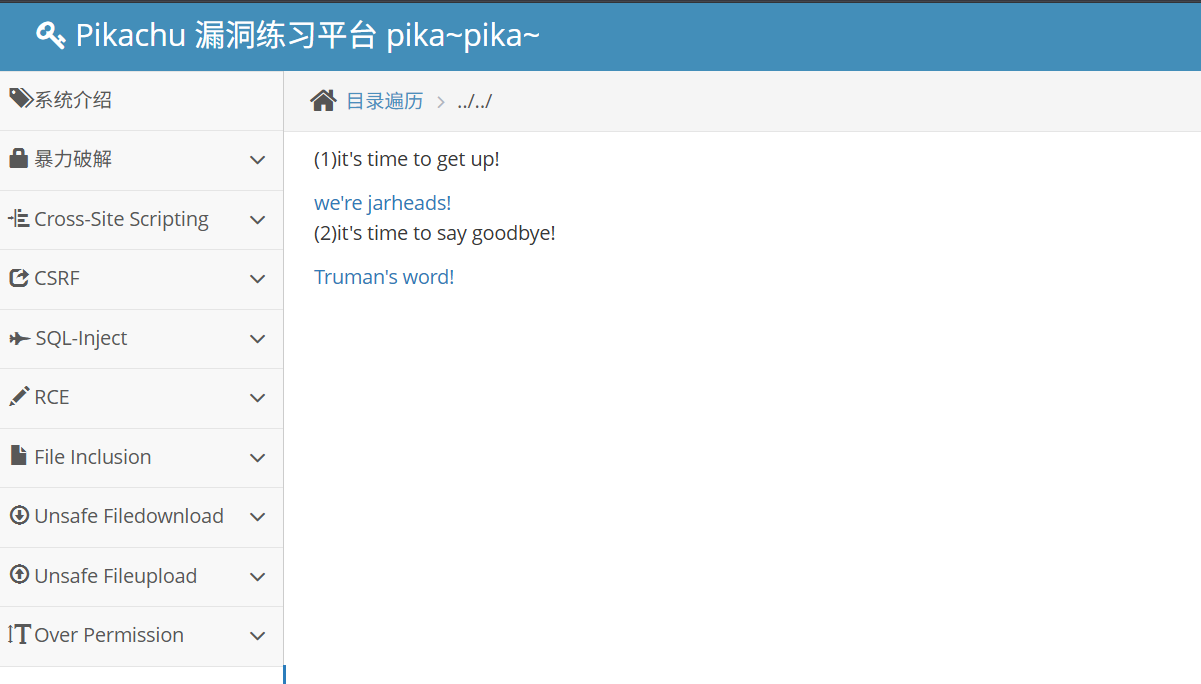 Pikachu 漏洞练习平台 pika~pika~
系统介绍
暴力破解
Cross-Site Scripting
CSRF
SQL-Inject
RCE
File Inclusion
Unsafe Filedownload
Unsafe Fileupload
Over Permission
目录遍历 > ../../
(1)it's time to get up!
we're jarheads!
(2)it's time to say goodbye!
Truman's word!